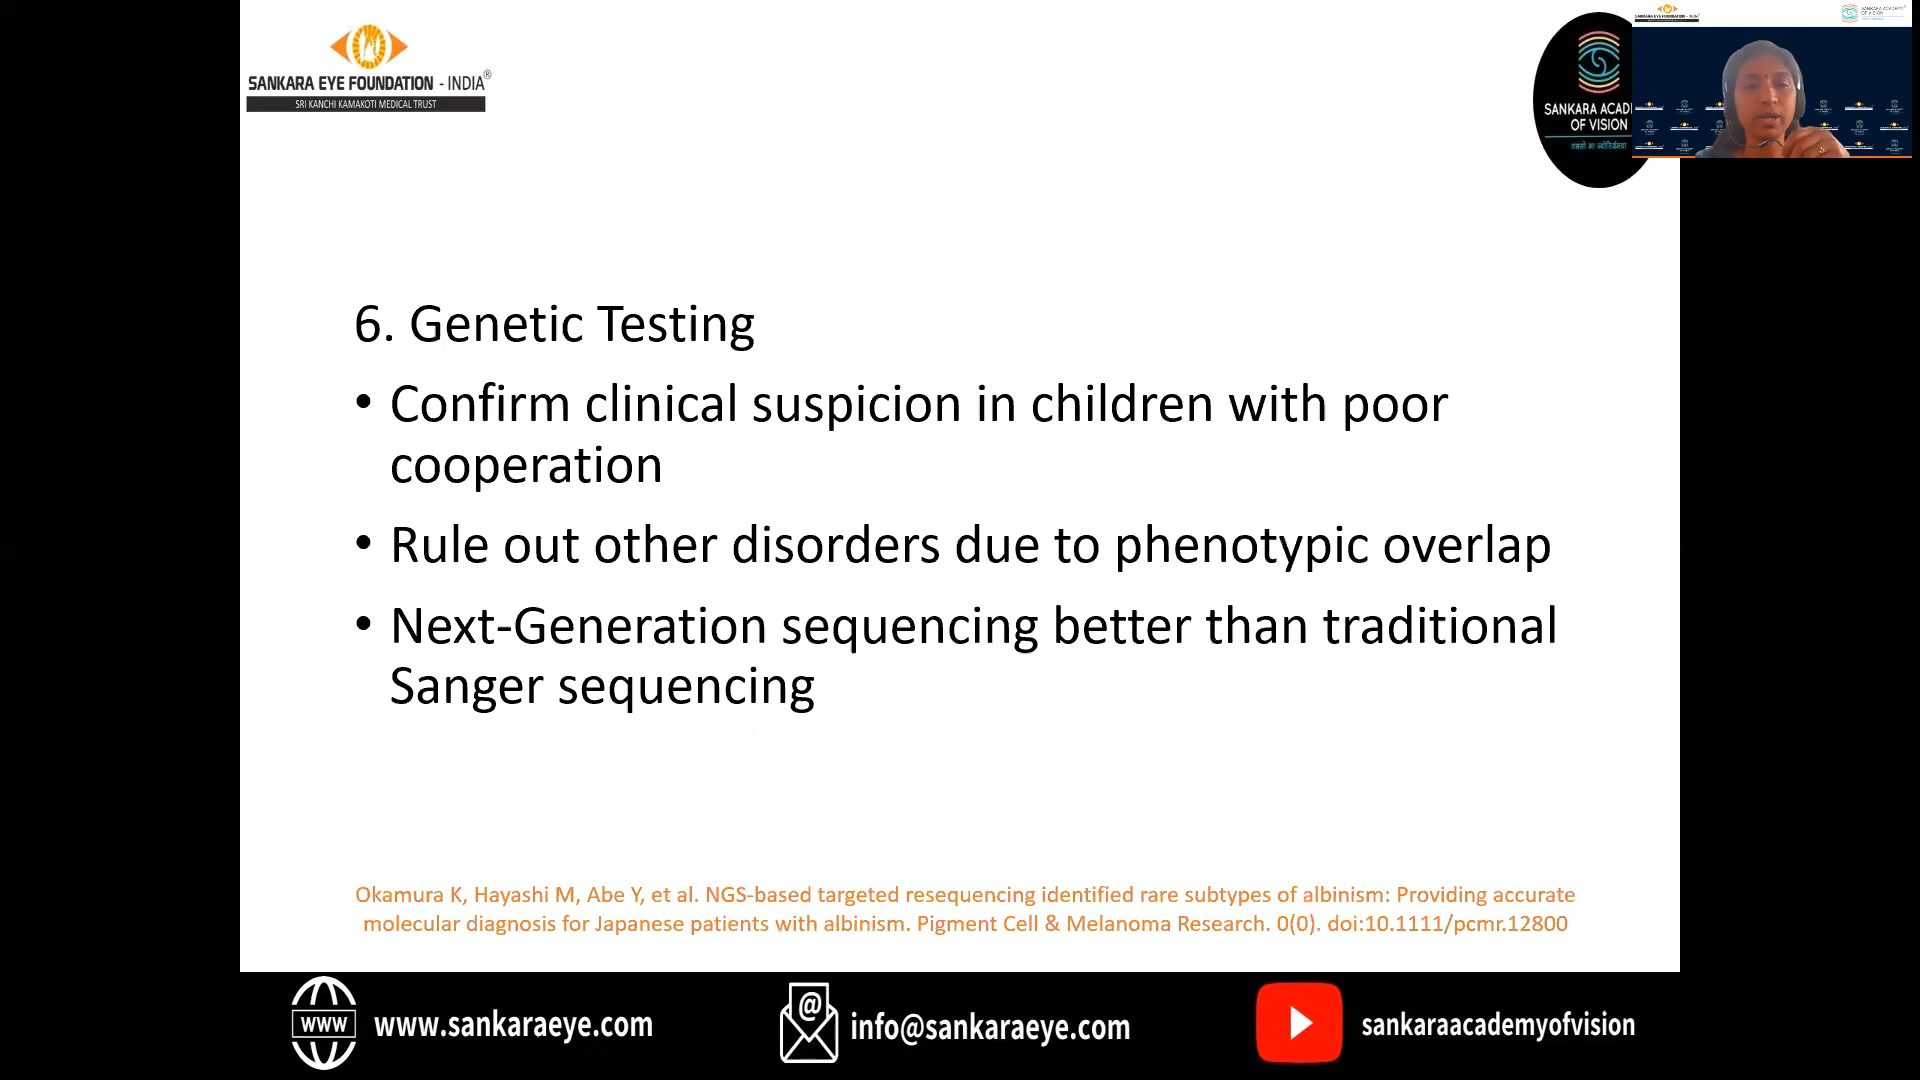 SANKARA EYE FOUNDATION - INDIA®
SRI KANCHI KAMAKOTI MEDICAL TRUST
SANKARA ACAD
OF VISION
6. Genetic Testing
• Confirm clinical suspicion in children with poor
cooperation
• Rule out other disorders due to phenotypic overlap
• Next-Generation sequencing better than traditional
Sanger sequencing
Okamura K, Hayashi M, Abe Y, et al. NGS-based targeted resequencing identified rare subtypes of albinism: Providing accurate
molecular diagnosis for Japanese patients with albinism. Pigment Cell & Melanoma Research. 0(0). doi:10.1111/pcmr.12800
www
www.sankaraeye.com
@
info@sankaraeye.com
sankaraacademyofvision